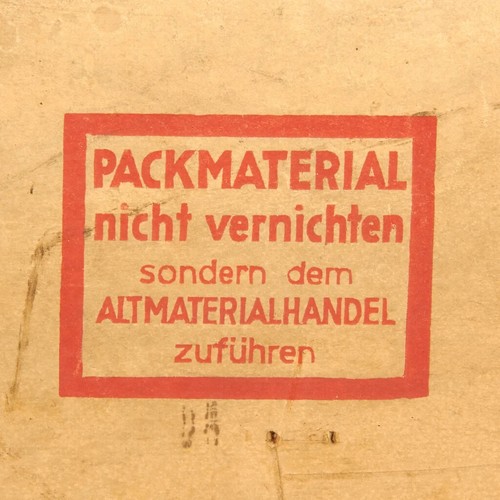 PACKMATERIAL
nicht vernichten
sondern dem
ALTMATERIALHANDEL
zuführen